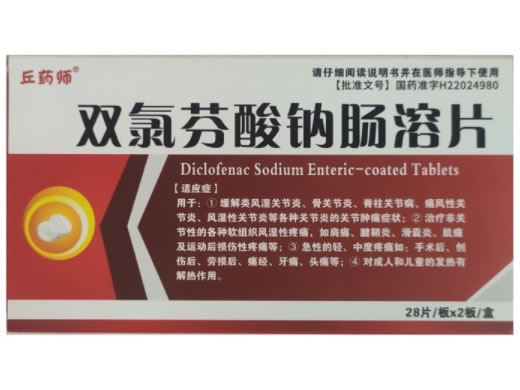 丘药师®
请仔细阅读说明书并在医师指导下使用
【批准文号】国药准字H22024980
双氯芬酸钠肠溶片
Diclofenac Sodium Enteric-coated Tablets
【适应症】
用于：① 缓解类风湿关节炎、骨关节炎、脊柱关节病、痛风性关
节炎、风湿性关节炎等各种关节炎的关节肿痛症状；② 治疗非关
节性的各种软组织风湿性疼痛，如肩痛、腱鞘炎、滑囊炎、肌痛
及运动后损伤性疼痛等；③ 急性的轻、中度疼痛如：手术后、创
伤后、劳损后、痛经、牙痛、头痛等；④ 对成人和儿童的发热有
解热作用。
28片/板x2板/盒